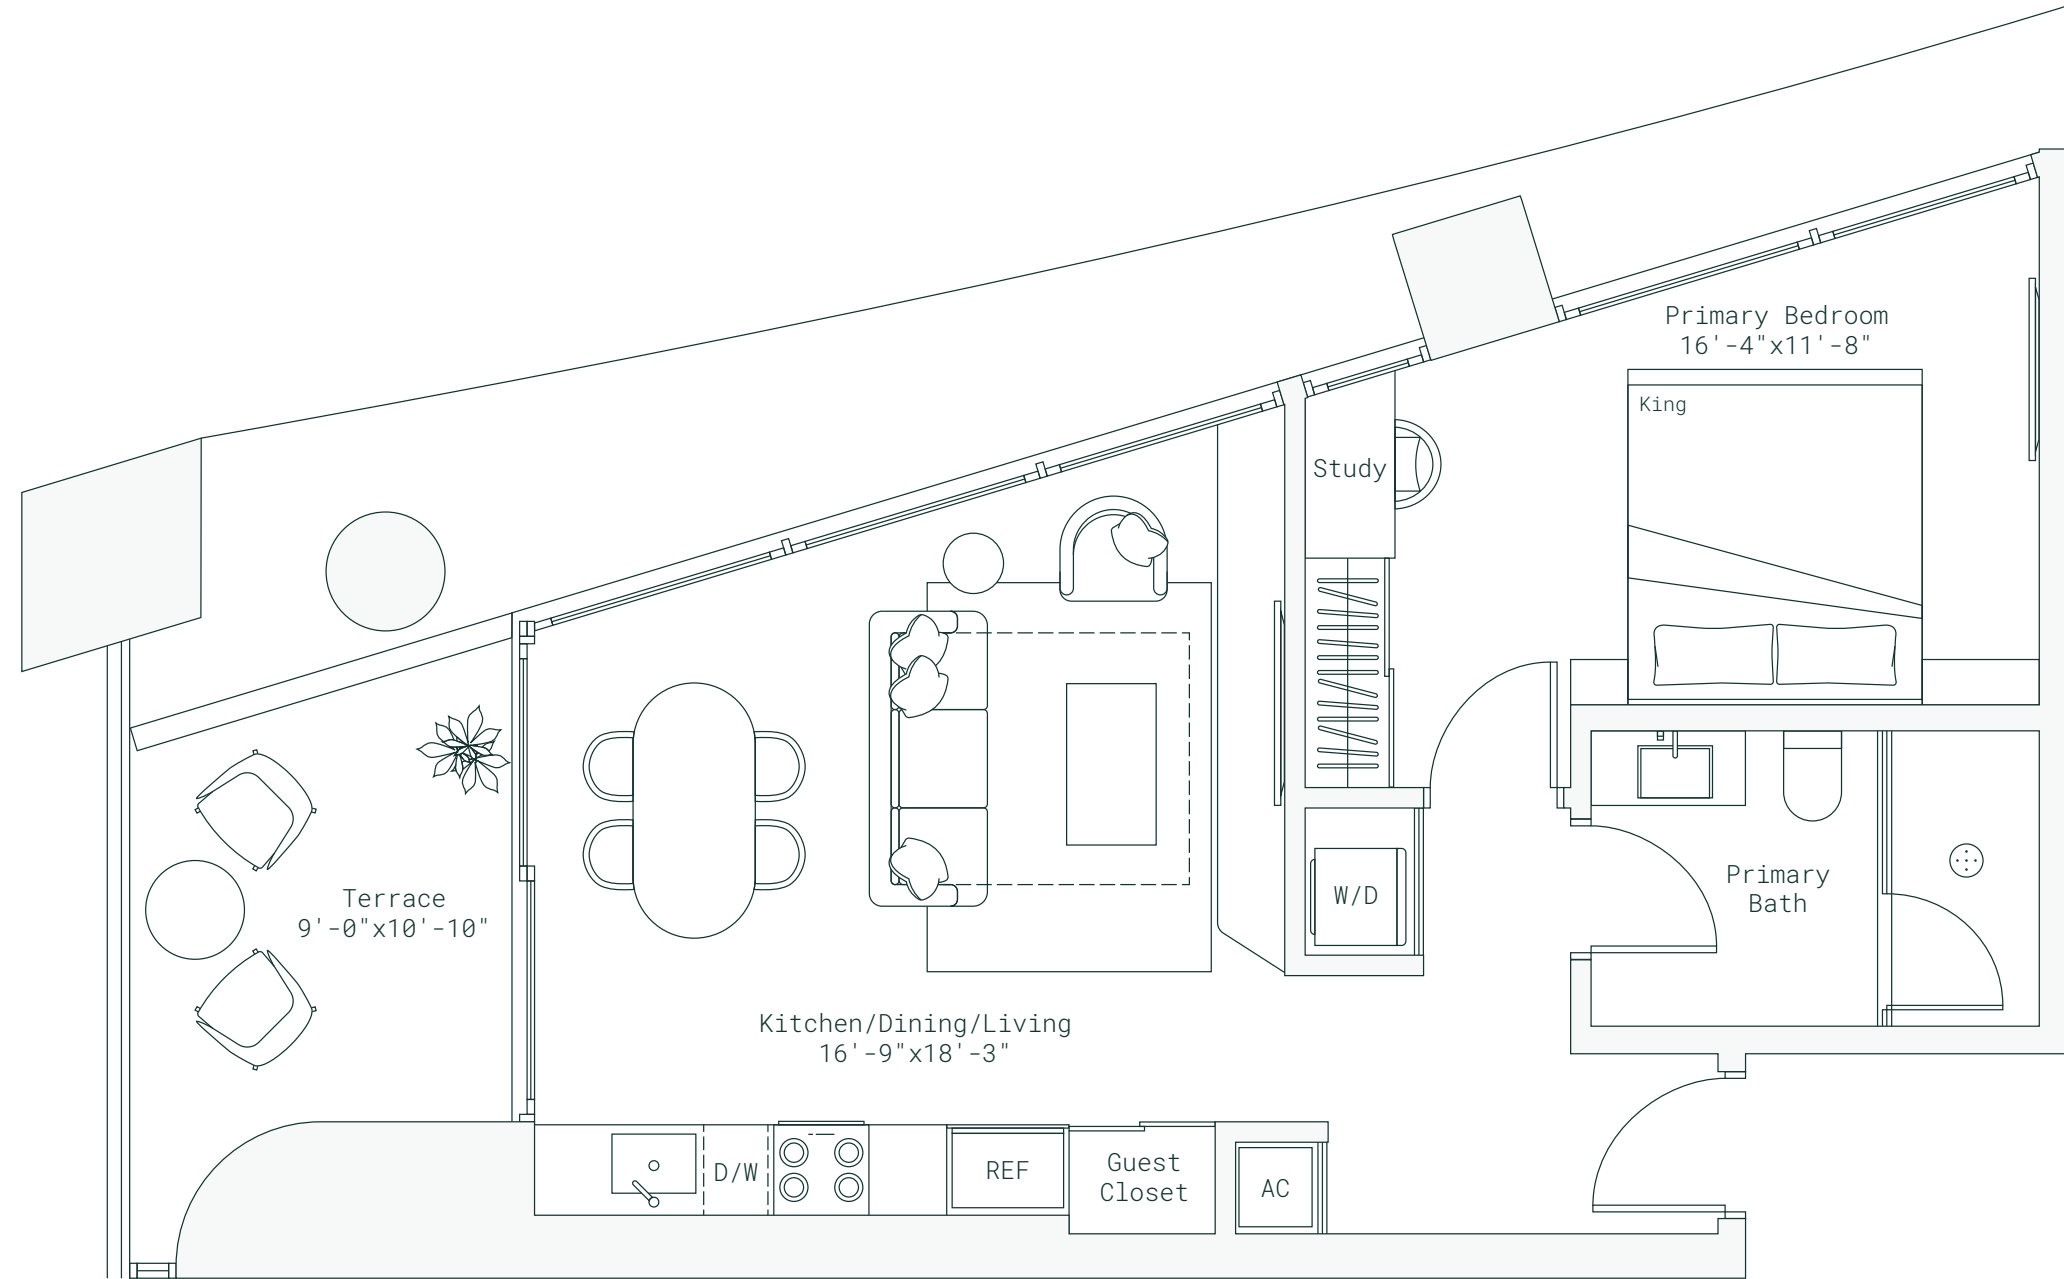 Primary Bedroom
16'-4"x11'-8"
King
Study
W/D
Primary
Bath
Terrace
9'-0"x10'-10"
Kitchen/Dining/Living
16'-9"x18'-3"
D/W
REF
Guest
Closet
AC